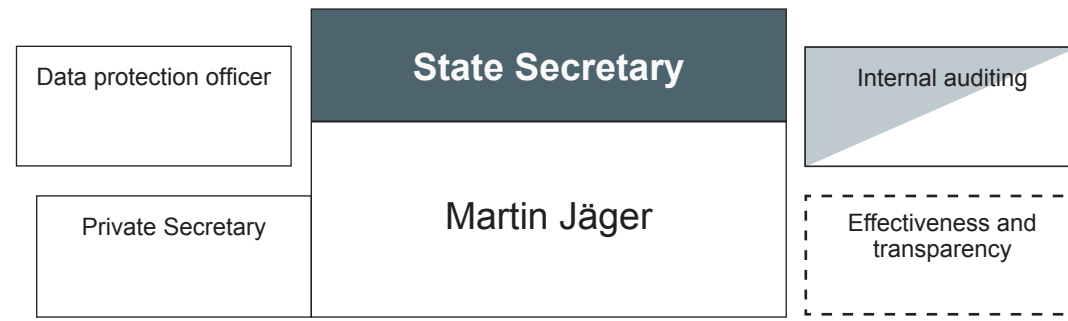 Data protection officer
State Secretary
Internal auditing
Private Secretary
Martin Jäger
Effectiveness and
transparency